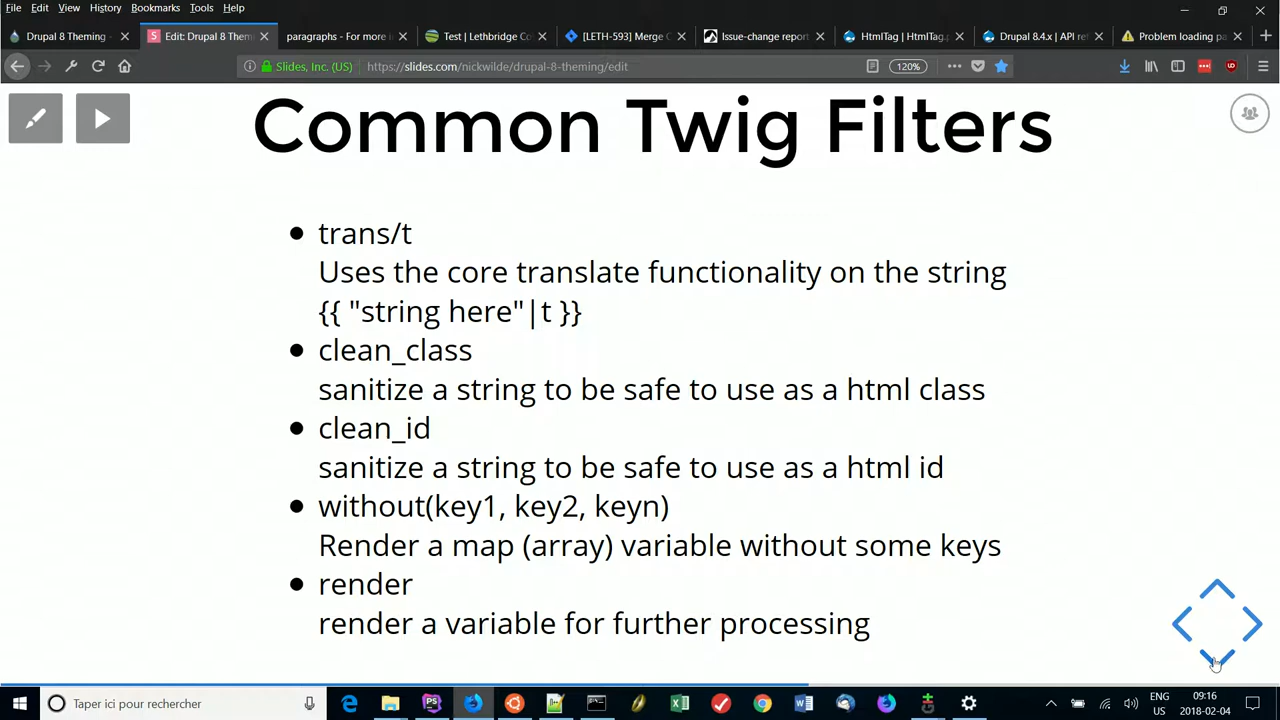 File Edit View History Bookmarks Tools Help
Drupal 8 Theming
Edit: Drupal 8 Them
paragraphs - For more i
Test | Lethbridge Co
[LETH-593] Merge C
Issue-change report
HtmlTag | HtmlTag.p
Drupal 8.4.x | API re
Problem loading pa
Slides, Inc. (US) https://slides.com/nickwilde/drupal-8-theming/edit 120%
Common Twig Filters
trans/t
Uses the core translate functionality on the string
{{ "string here"|t }}
clean_class
sanitize a string to be safe to use as a html class
clean_id
sanitize a string to be safe to use as a html id
without(key1, key2, keyn)
Render a map (array) variable without some keys
render
render a variable for further processing
Taper ici pour rechercher
ENG
US
09:16
2018-02-04